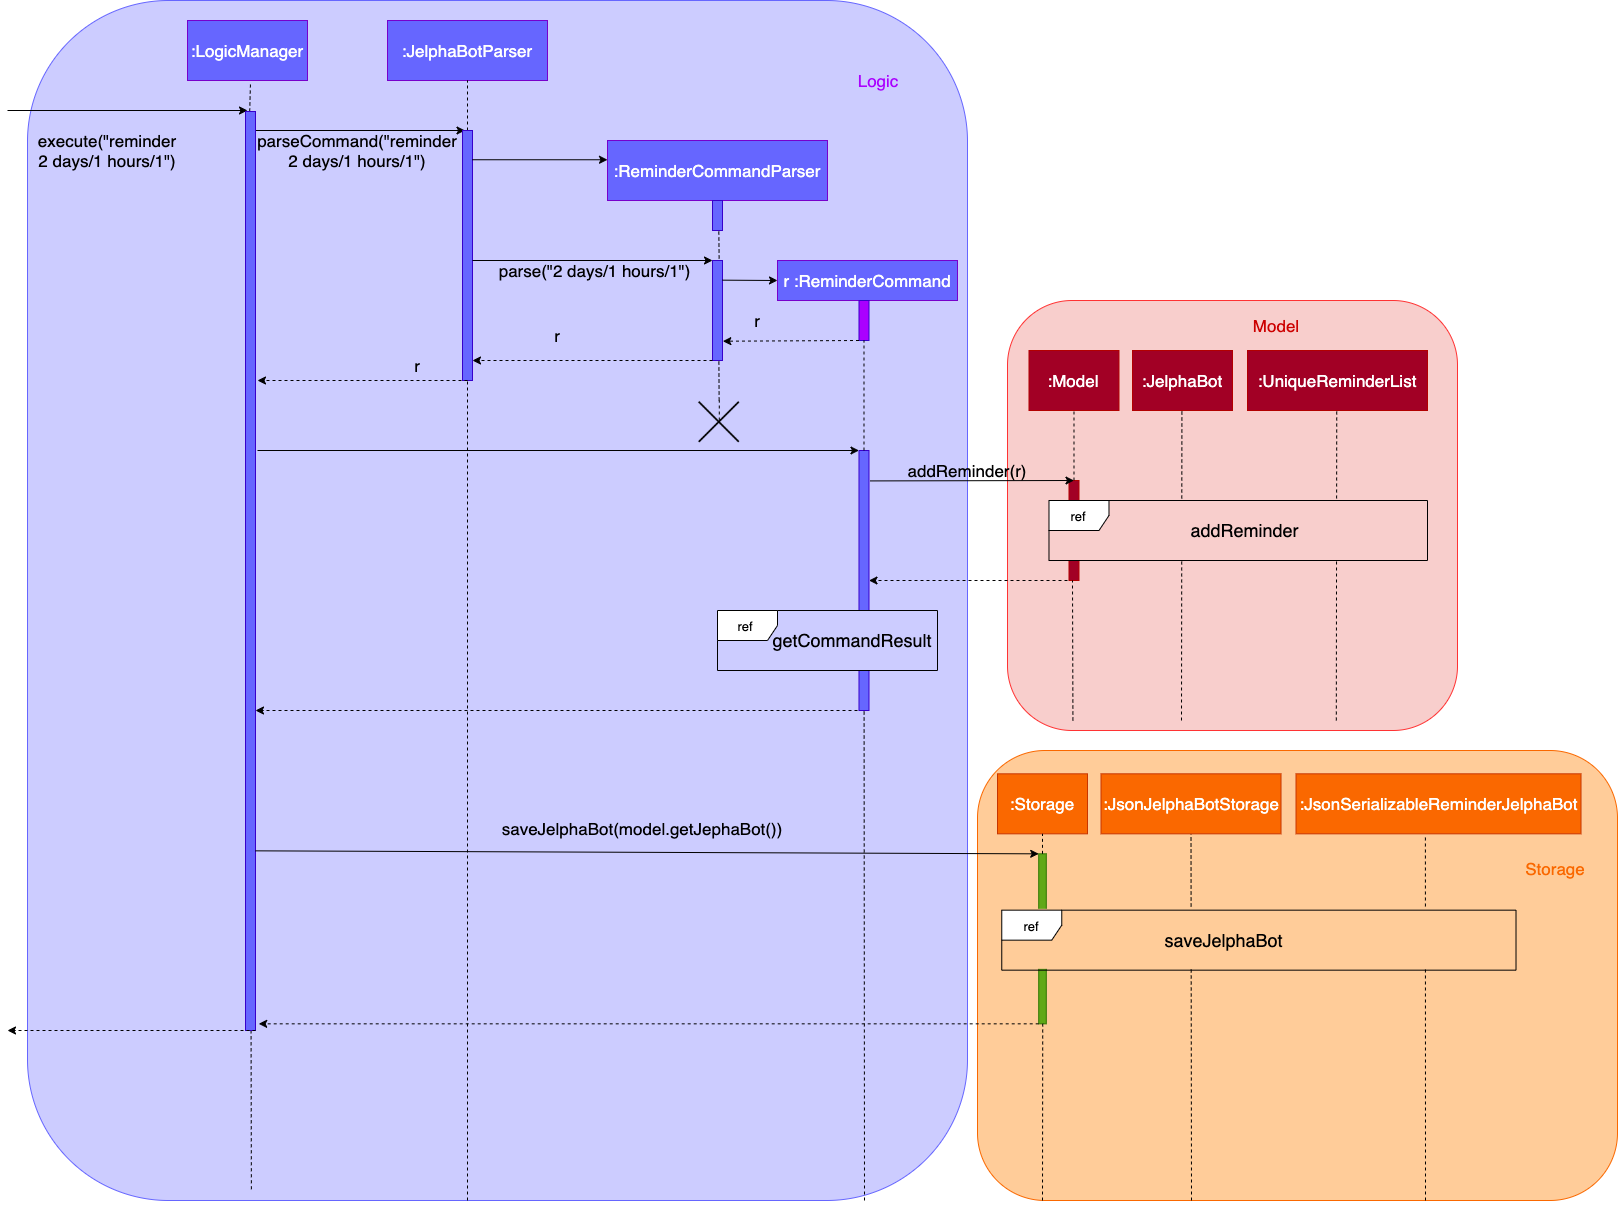 :LogicManager
:JelphaBotParser
Logic
execute("reminder
2 days/1 hours/1")
parseCommand("reminder
2 days/1 hours/1")
:ReminderCommandParser
parse("2 days/1 hours/1")
r :ReminderCommand
r
r
r
Model
:Model
:JelphaBot
:UniqueReminderList
addReminder(r)
ref
addReminder
ref
getCommandResult
:Storage
:JsonJelphaBotStorage
:JsonSerializableReminderJelphaBot
saveJelphaBot(model.getJephaBot())
Storage
ref
saveJelphaBot